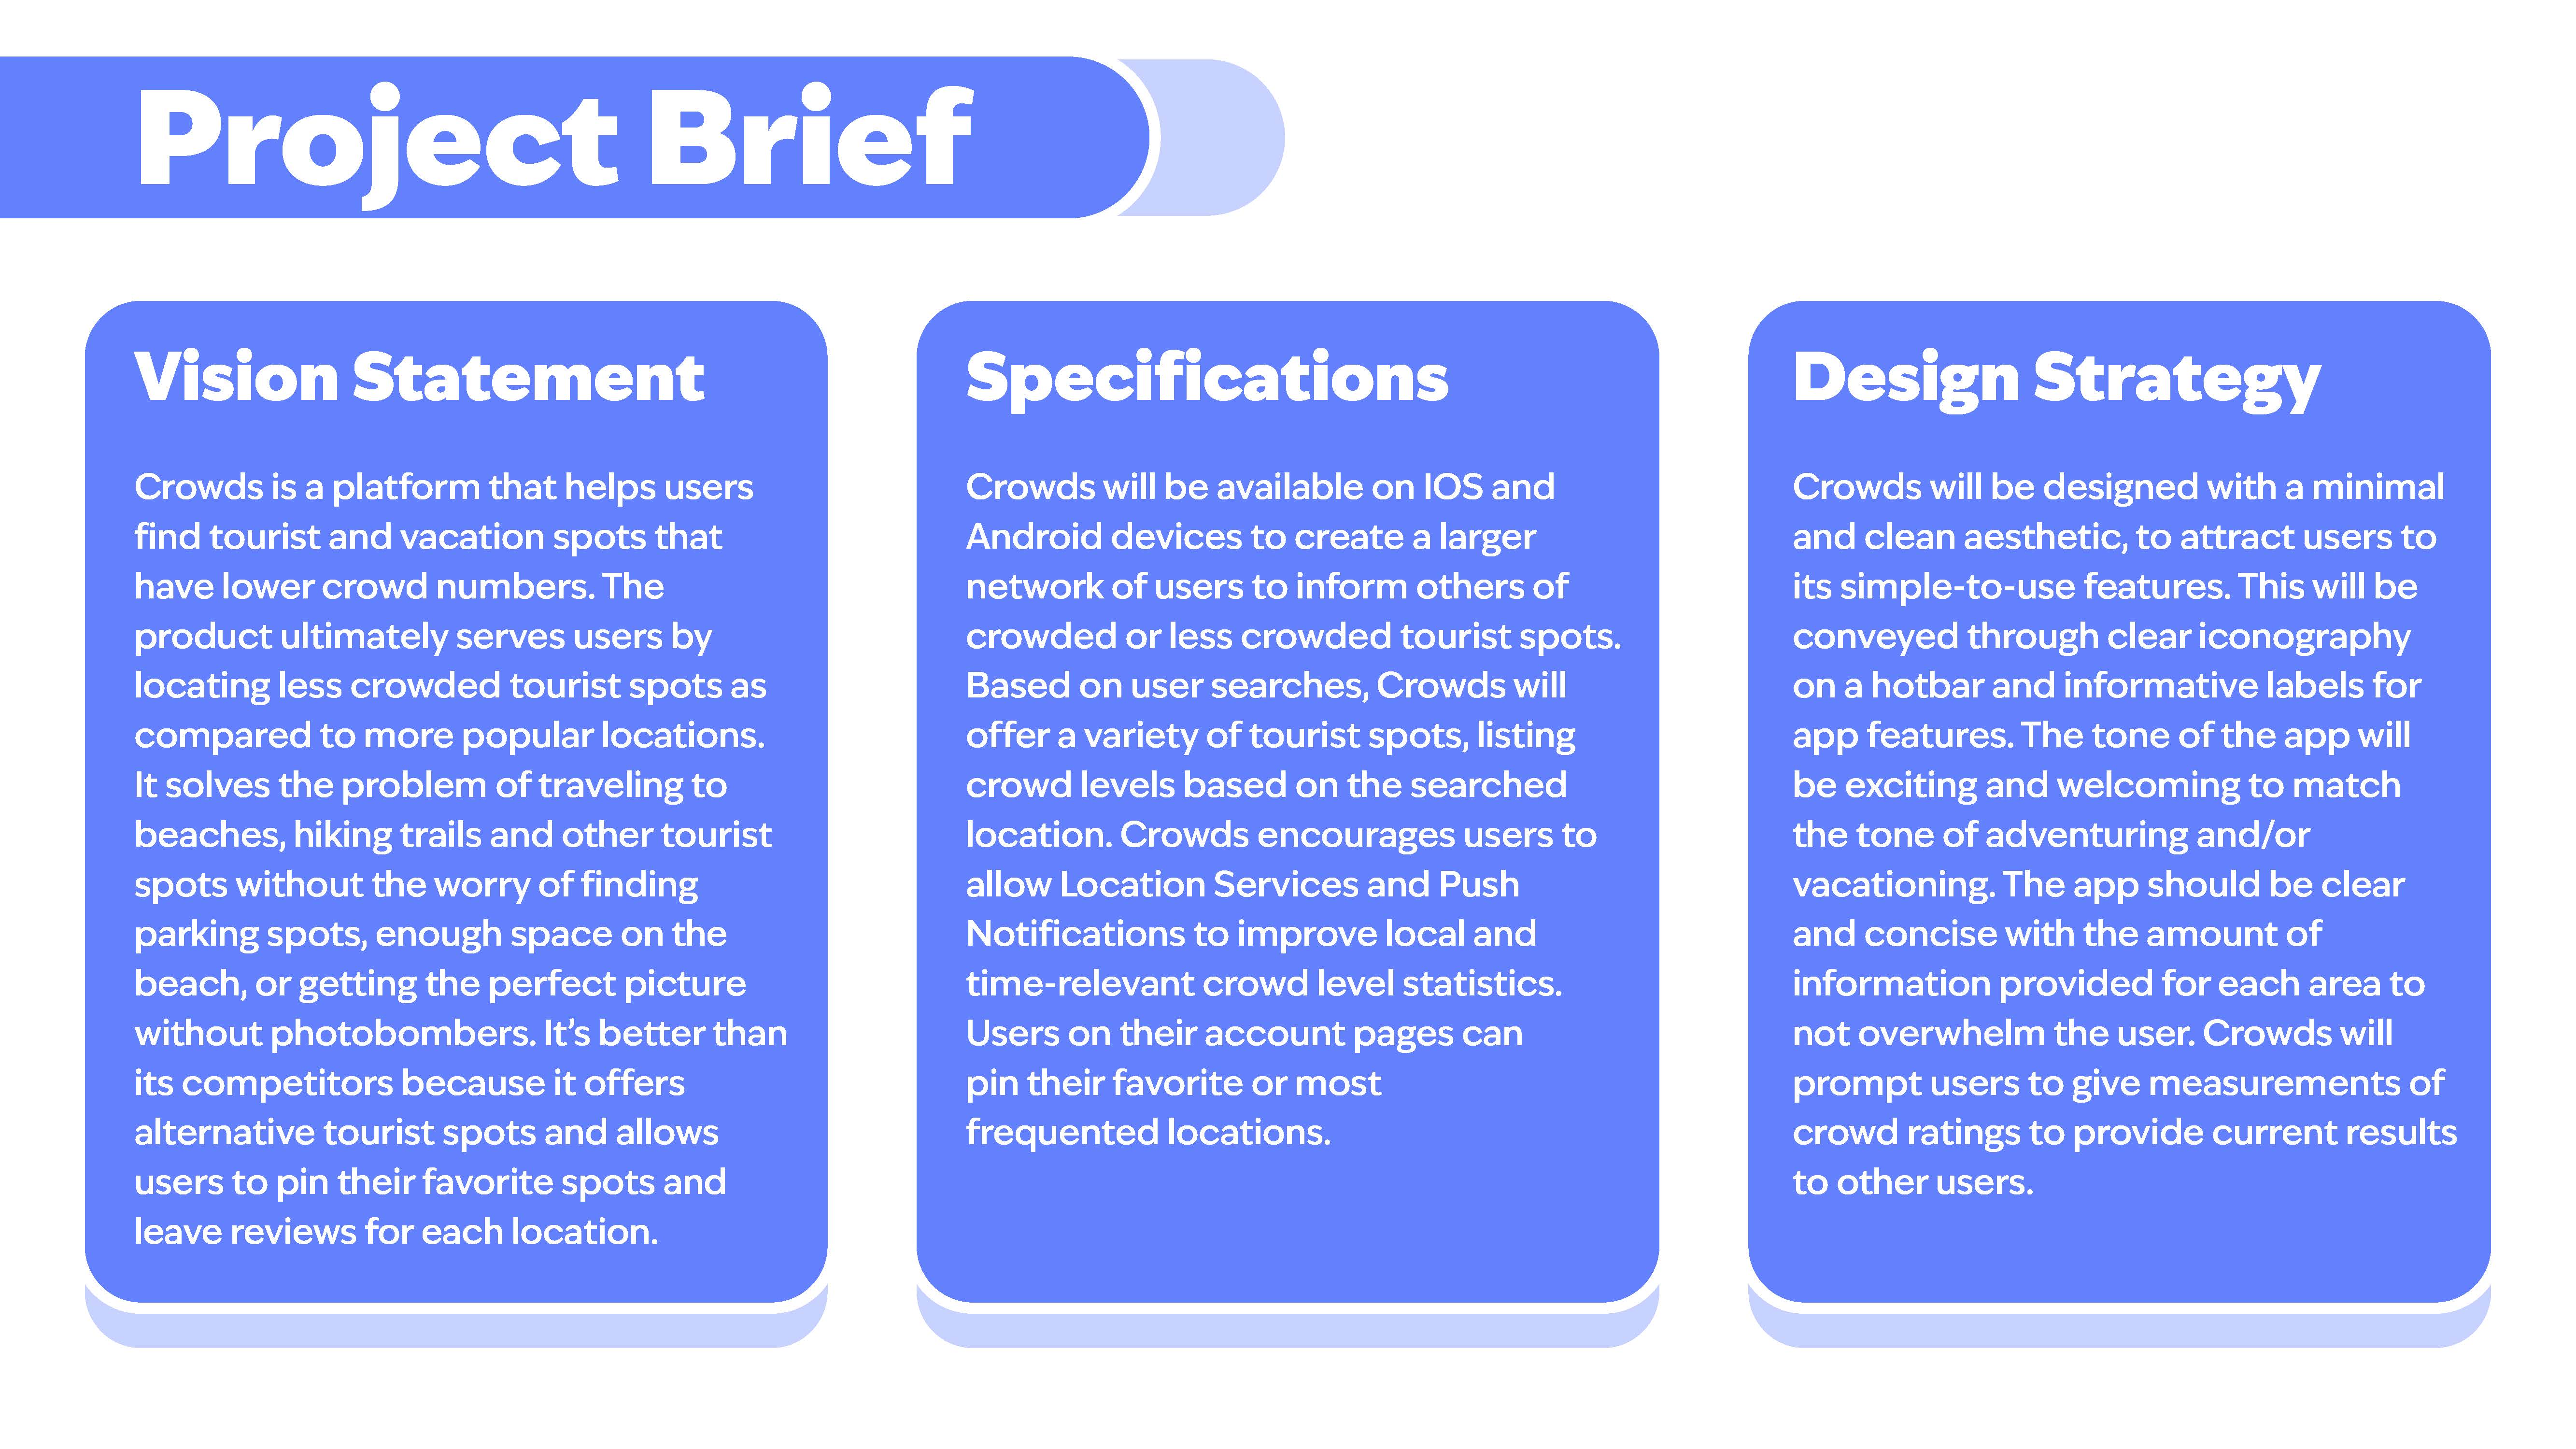 Project Brief
Vision Statement
Crowds is a platform that helps users
find tourist and vacation spots that
have lower crowd numbers. The
product ultimately serves users by
locating less crowded tourist spots as
compared to more popular locations.
It solves the problem of traveling to
beaches, hiking trails and other tourist
spots without the worry of finding
parking spots, enough space on the
beach, or getting the perfect picture
without photobombers. It’s better than
its competitors because it offers
alternative tourist spots and allows
users to pin their favorite spots and
leave reviews for each location.
Specifications
Crowds will be available on IOS and
Android devices to create a larger
network of users to inform others of
crowded or less crowded tourist spots.
Based on user searches, Crowds will
offer a variety of tourist spots, listing
crowd levels based on the searched
location. Crowds encourages users to
allow Location Services and Push
Notifications to improve local and
time-relevant crowd level statistics.
Users on their account pages can
pin their favorite or most
frequented locations.
Design Strategy
Crowds will be designed with a minimal
and clean aesthetic, to attract users to
its simple-to-use features. This will be
conveyed through clear iconography
on a hotbar and informative labels for
app features. The tone of the app will
be exciting and welcoming to match
the tone of adventuring and/or
vacationing. The app should be clear
and concise with the amount of
information provided for each area to
not overwhelm the user. Crowds will
prompt users to give measurements of
crowd ratings to provide current results
to other users.